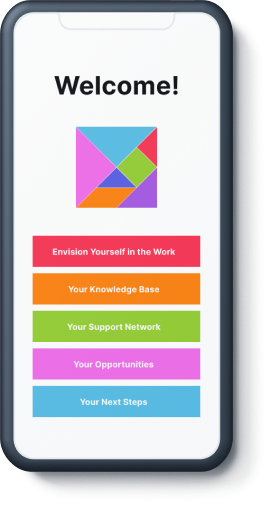 Welcome!
Envision Yourself in the Work
Your Knowledge Base
Your Support Network
Your Opportunities
Your Next Steps